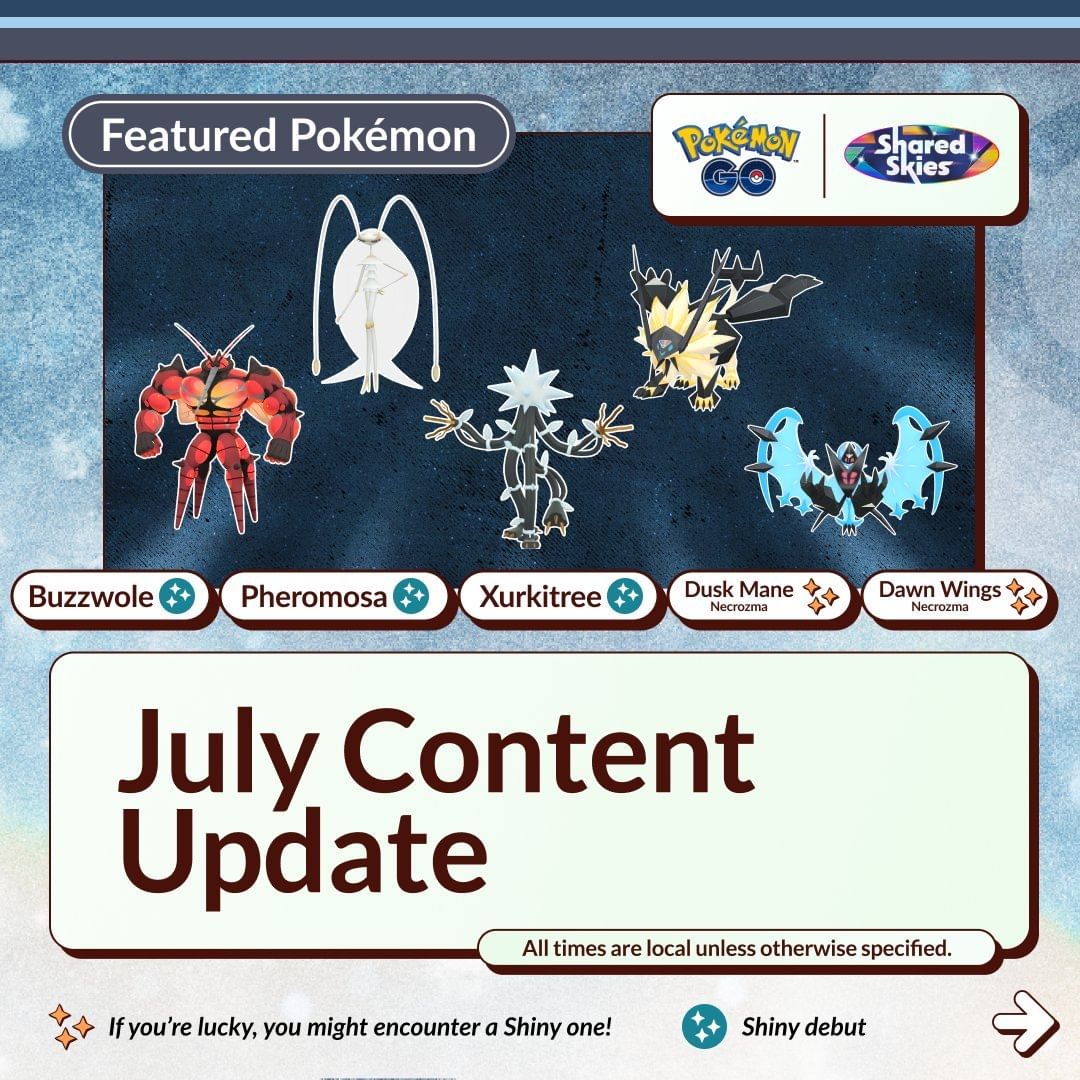 Featured Pokémon
POKÉMON
GO
Shared
Skies
Buzzwole
Pheromosa
Xurkitree
Dusk Mane
Necrozma
Dawn Wings
Necrozma
July Content
Update
All times are local unless otherwise specified.
If you're lucky, you might encounter a Shiny one!
Shiny debut